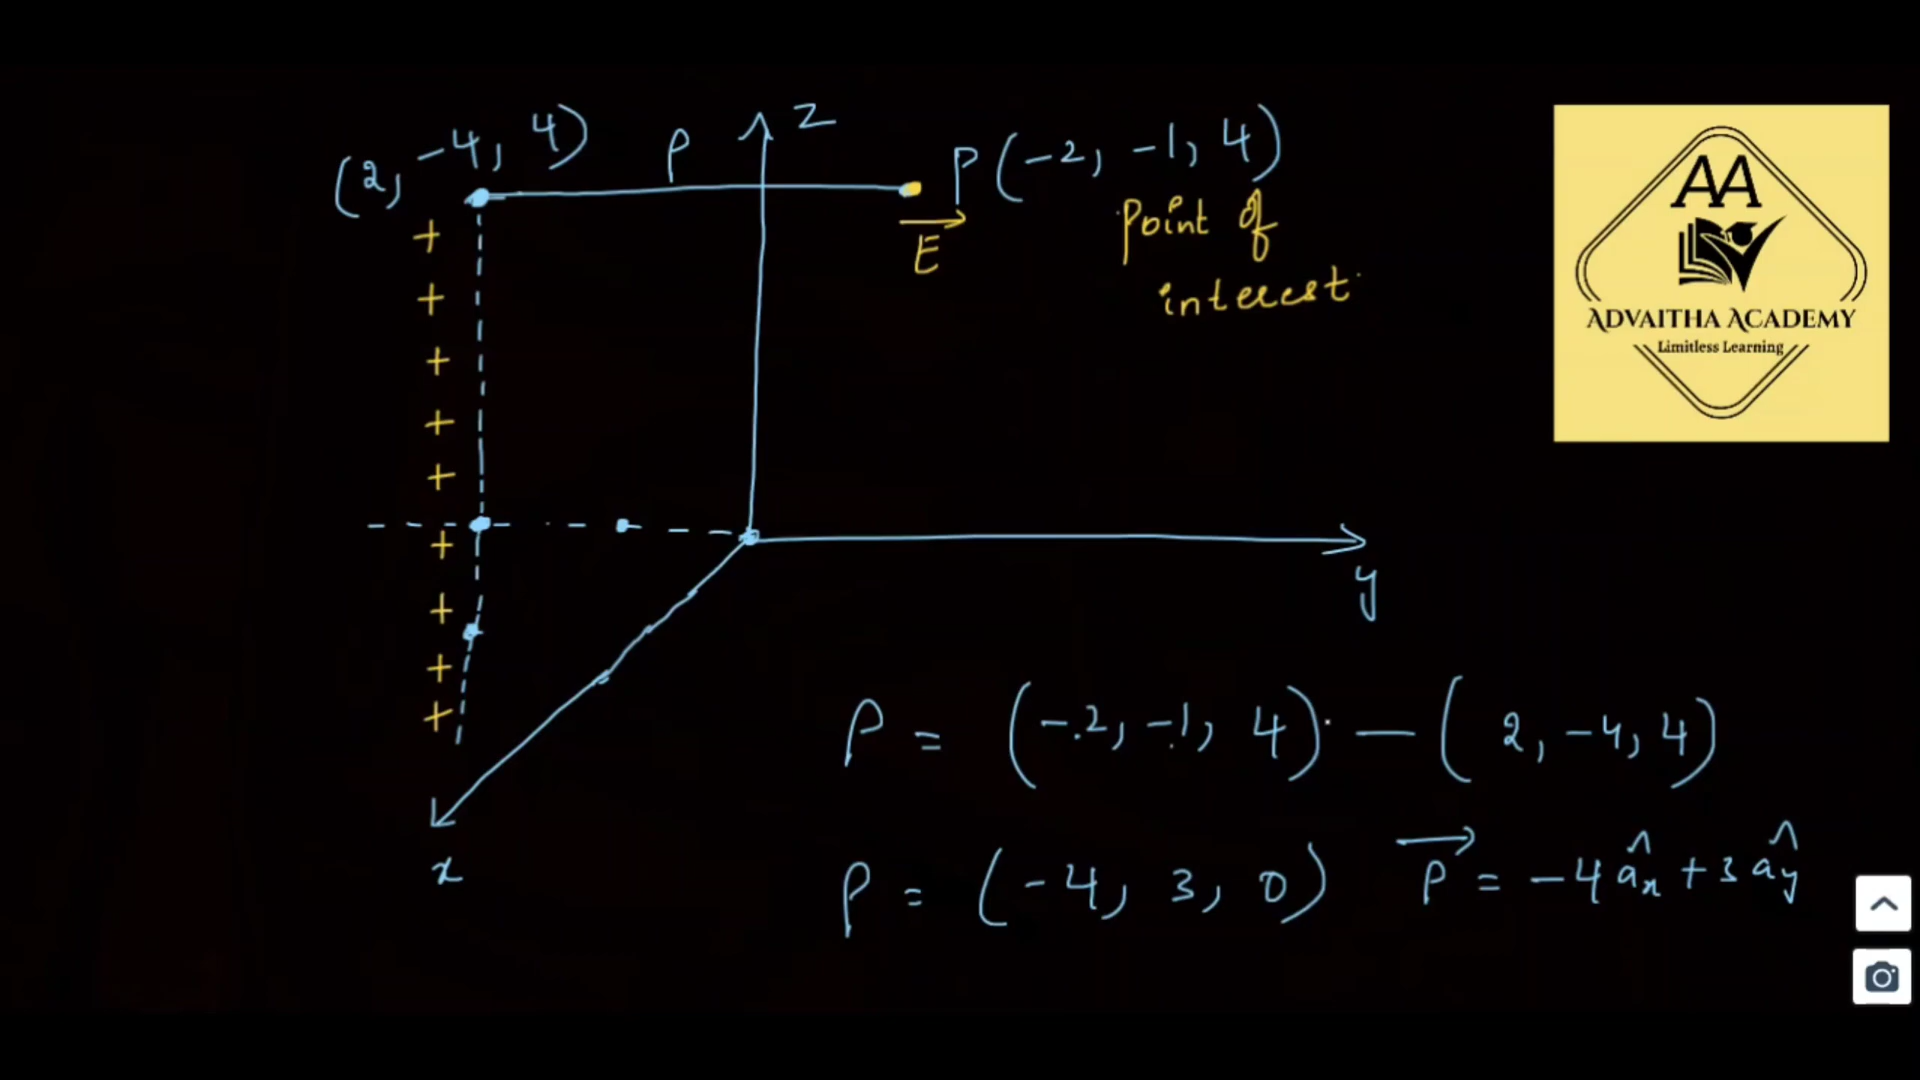 (2, -4, 4)
ρ
z
P(-2, -1, 4)
Point of
interest
E
y
x
ρ = (-2, -1, 4) - (2, -4, 4)
ρ = (-4, 3, 0)
ρ = -4 âx + 3 ây
+
+
+
+
+
+
+
+
+
AA
ADVAITHA ACADEMY
Limitless Learning